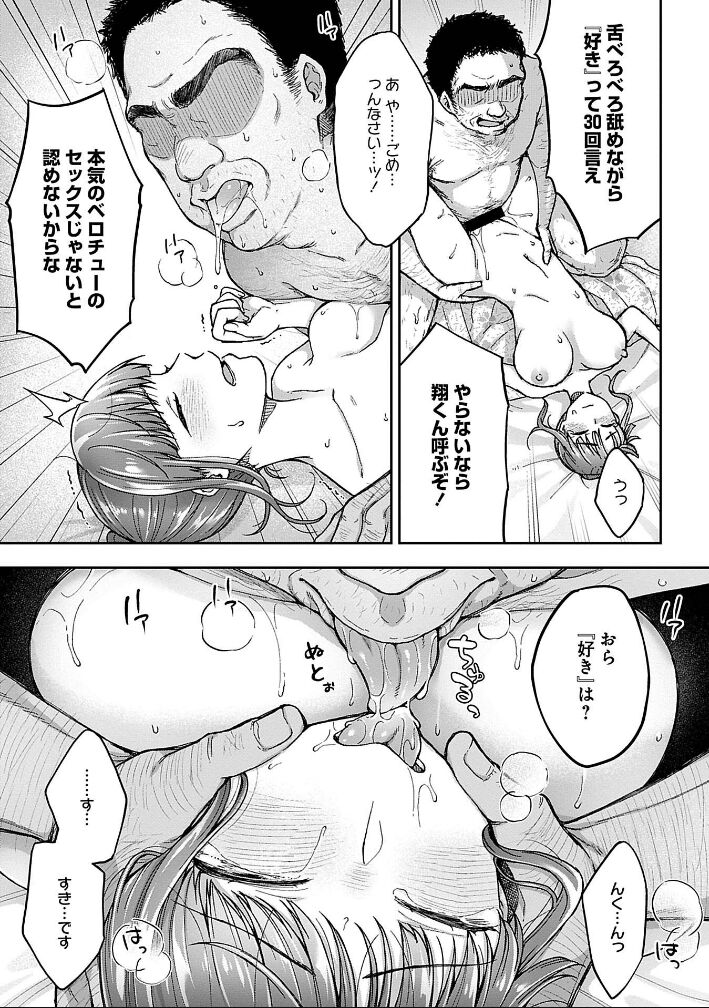 舌べろべろ舐めながら
『好き』って30回言え
やらないなら
翔くん呼ぶぞ！
うっ
あ や……ごめ…
つんなさい…ッ！
本気のベロチューの
セックスじゃないと
認めないからな
おら
『好き』は？
ちゅるっ
ぬとぉ
んく…んっ
はっ
はっ
……す…
すき…です